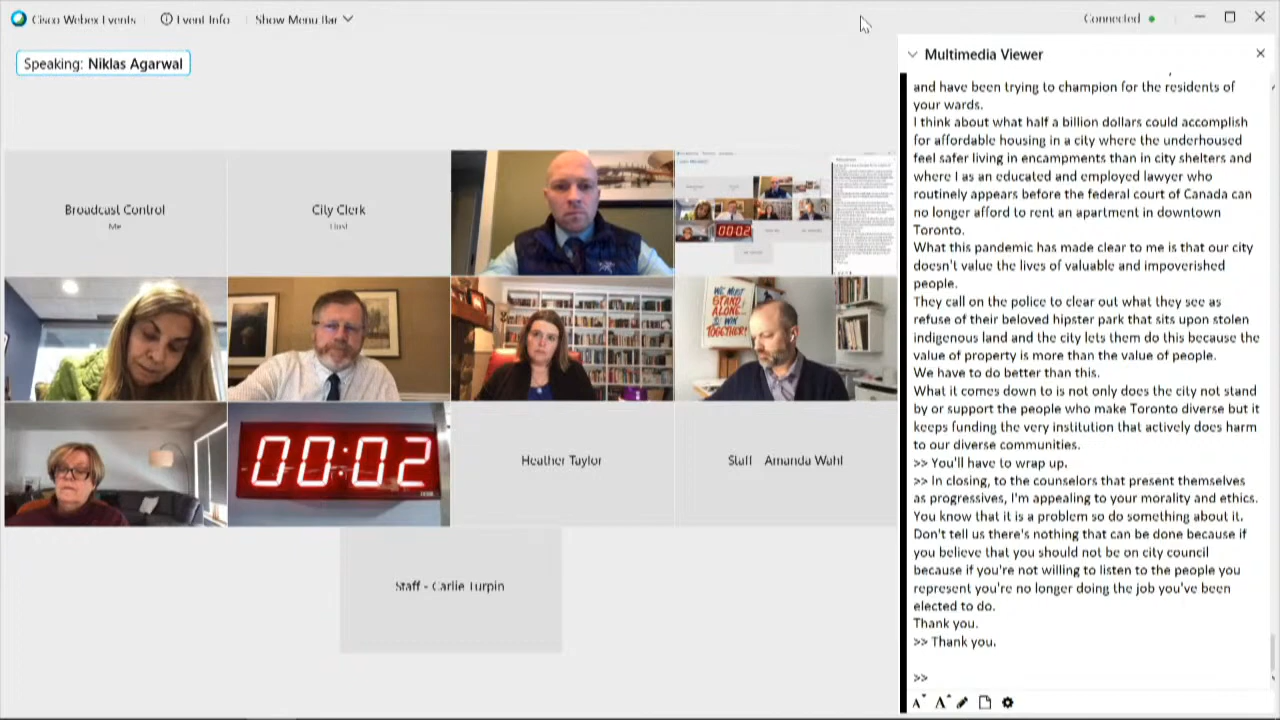 Cisco Webex Events
Event Info
Show Menu Bar
Connected
Speaking: Niklas Agarwal
Multimedia Viewer
Broadcast Control
Me
City Clerk
Host
WE MUST
STAND
ALONE...
& WIN
TOGETHER!
00:02
00:02
Heather Taylor
Staff Amanda Wahl
Staff - Carlie Turpin
and have been trying to champion for the residents of
your wards.
I think about what half a billion dollars could accomplish
for affordable housing in a city where the underhoused
feel safer living in encampments than in city shelters and
where I as an educated and employed lawyer who
routinely appears before the federal court of Canada can
no longer afford to rent an apartment in downtown
Toronto.
What this pandemic has made clear to me is that our city
doesn't value the lives of valuable and impoverished
people.
They call on the police to clear out what they see as
refuse of their beloved hipster park that sits upon stolen
indigenous land and the city lets them do this because the
value of property is more than the value of people.
We have to do better than this.
What it comes down to is not only does the city not stand
by or support the people who make Toronto diverse but it
keeps funding the very institution that actively does harm
to our diverse communities.
>> You'll have to wrap up.
>> In closing, to the counselors that present themselves
as progressives, I'm appealing to your morality and ethics.
You know that it is a problem so do something about it.
Don't tell us there's nothing that can be done because if
you believe that you should not be on city council
because if you're not willing to listen to the people you
represent you're no longer doing the job you've been
elected to do.
Thank you.
>> Thank you.
>>